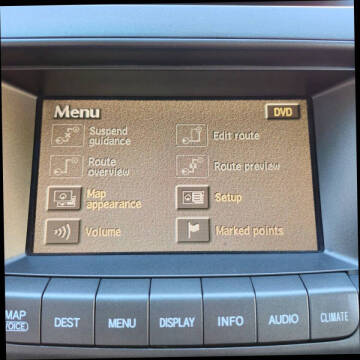 Menu
DVD
Suspend
guidance
Edit route
Route
overview
Route preview
Map
appearance
Setup
Volume
Marked points
MAP
VOICE
DEST
MENU
DISPLAY
INFO
AUDIO
CLIMATE